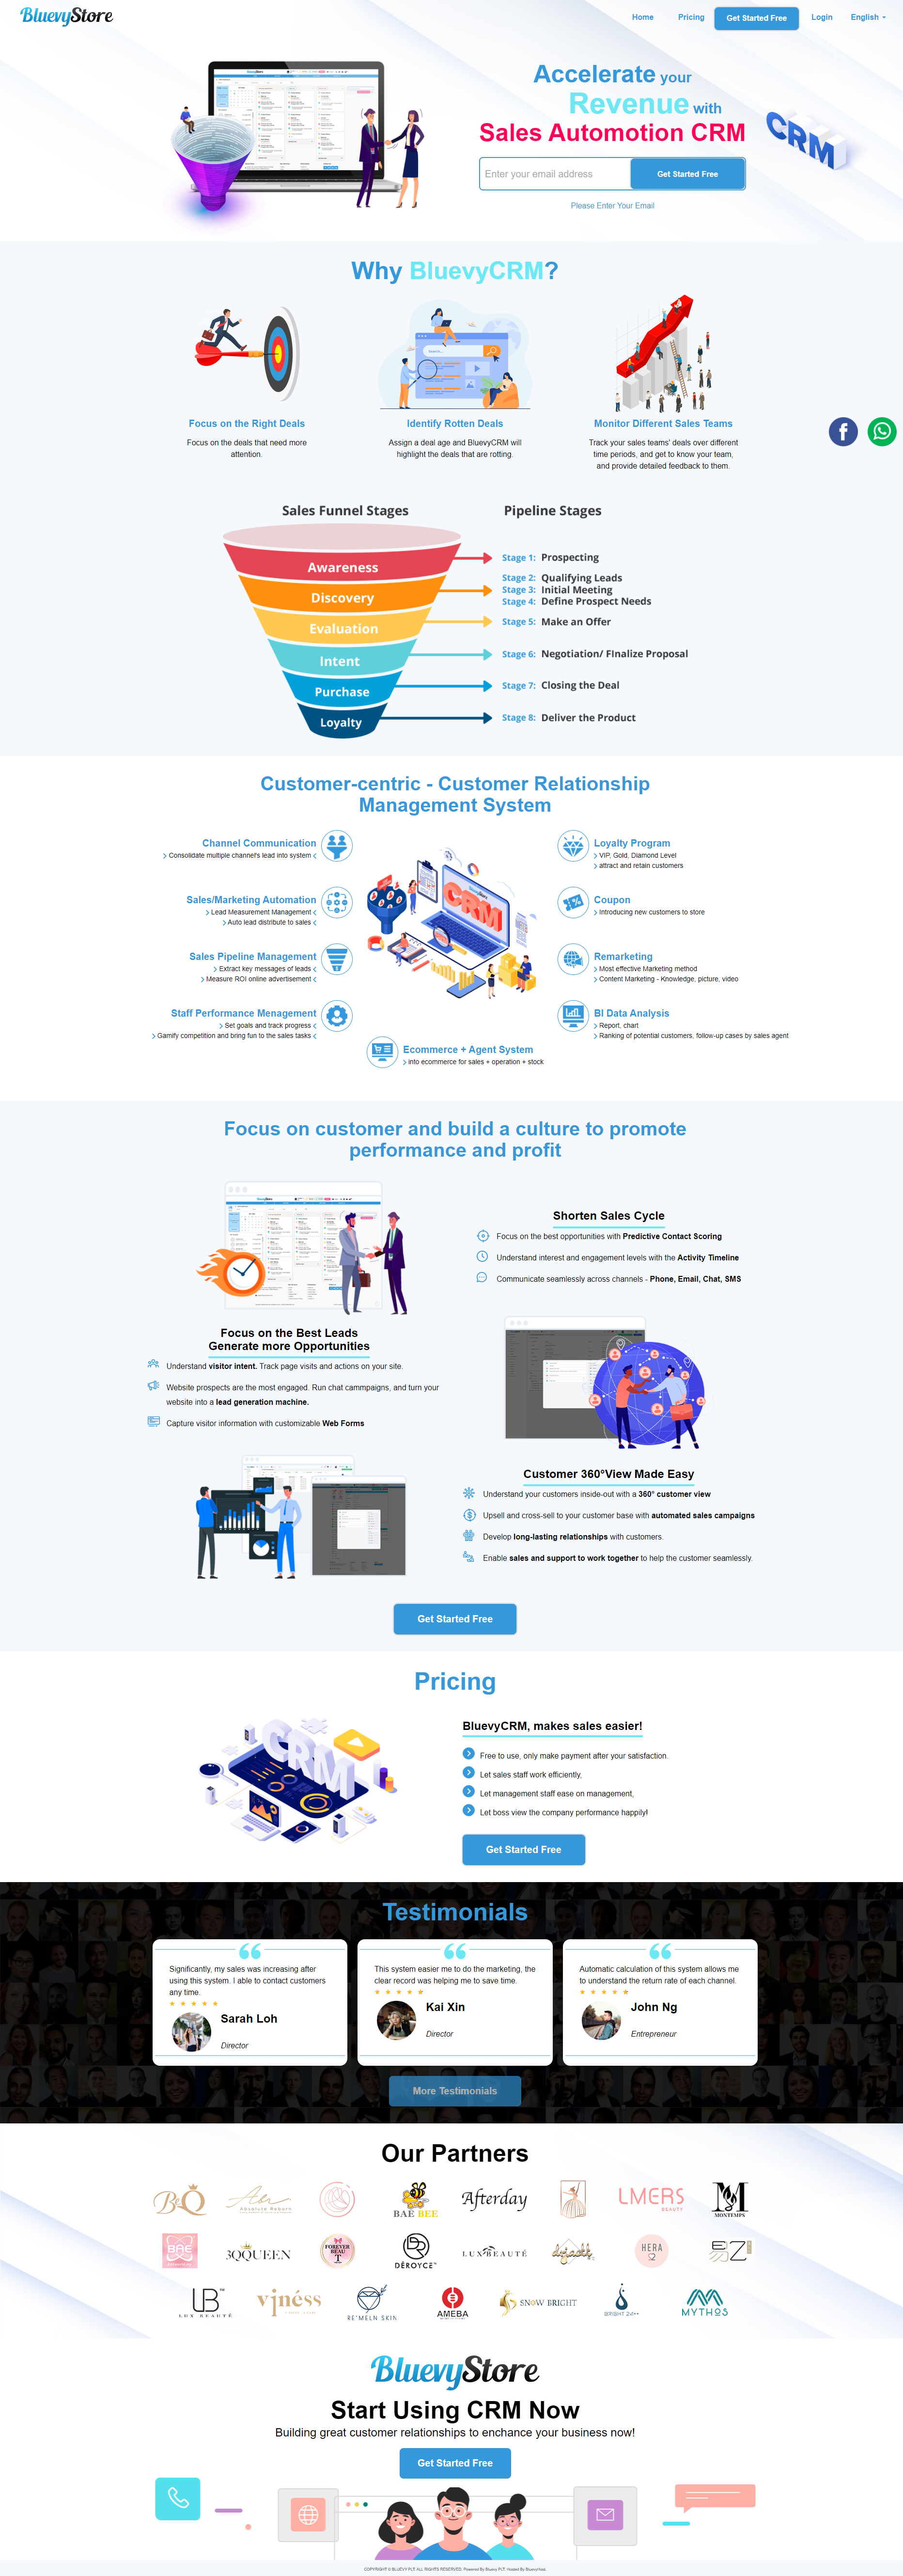 BluevyStore
Home
Pricing
Get Started Free
Login
English
Accelerate your
Revenue with
Sales Automotion CRM
CRM
Enter your email address
Get Started Free
Please Enter Your Email
Why BluevyCRM?
Focus on the Right Deals
Focus on the deals that need more
attention.
Identify Rotten Deals
Assign a deal age and BluevyCRM will
highlight the deals that are rotting.
Monitor Different Sales Teams
Track your sales teams' deals over different
time periods, and get to know your team,
and provide detailed feedback to them.
Sales Funnel Stages
Pipeline Stages
Awareness
Stage 1: Prospecting
Discovery
Stage 2: Qualifying Leads
Stage 3: Initial Meeting
Stage 4: Define Prospect Needs
Evaluation
Stage 5: Make an Offer
Intent
Stage 6: Negotiation/ FInalize Proposal
Purchase
Stage 7: Closing the Deal
Loyalty
Stage 8: Deliver the Product
Customer-centric - Customer Relationship
Management System
Channel Communication
Consolidate multiple channel's lead into system
Sales/Marketing Automation
Lead Measurement Management
Auto lead distribute to sales
Sales Pipeline Management
Extract key messages of leads
Measure ROI online advertisement
Staff Performance Menagement
Set goals and track progress
Gamify competition and bring fun to the sales tasks
CRM
Loyalty Program
VIP, Gold, Diamond Level
attract and retain customers
Coupon
Introducing new customers to store
Remarketing
Most effective Marketing method
Content Marketing - Knowledge, picture, video
BI Data Analysis
Report, chart
Ranking of potential customers, follow-up cases by sales agent
Ecommerce + Agent System
into ecommerce for sales + operation + stock
Focus on customer and build a culture to promote
performance and profit
Shorten Sales Cycle
Focus on the best opportunities with Predictive Contact Scoring
Understand interest and engagement levels with the Activity Timeline
Communicate seamlessly across channels - Phone, Email, Chat, SMS
Focus on the Best Leads
Generate more Opportunities
Understand visitor intent. Track page visits and actions on your site.
Website prospects are the most engaged. Run chat cammpaigns, and turn your
website into a lead generation machine.
Capture visitor information with customizable Web Forms
Customer 360°View Made Easy
Understand your customers inside-out with a 360° customer view
Upsell and cross-sell to your customer base with automated sales campaigns
Develop long-lasting relationships with customers.
Enable sales and support to work together to help the customer seamlessly.
Get Started Free
Pricing
CRM
BluevyCRM, makes sales easier!
Free to use, only make payment after your satisfaction.
Let sales staff work efficiently,
Let management staff ease on management,
Let boss view the company performance happily!
Get Started Free
Testimonials
Significantly, my sales was increasing after
using this system. I able to contact customers
any time.
Sarah Loh
Director
This system easier me to do the marketing, the
clear record was helping me to save time.
Kai Xin
Director
Automatic calculation of this system allows me
to understand the return rate of each channel.
John Ng
Entrepreneur
More Testimonials
Our Partners
BeQ
Absolute Reborn
BAE BEE
Afterday
LMERS
BEAUTY
M
MONTEMPS
BAE
3QQUEEN
FOREVER
BEAU
T
DÉROYCE
LUXBEAUTÉ
HERA
UB
LUX BEAUTÉ
vjnéss
RE'MELN SKIN
AMEBA
SNOW BRIGHT
BRIGHT 24++
MYTHOS
BluevyStore
Start Using CRM Now
Building great customer relationships to enchance your business now!
Get Started Free
COPYRIGHT © BLUEVY PLT. ALL RIGHTS RESERVED. Powered By Bluevy PLT. Hosted By BluevyHost.